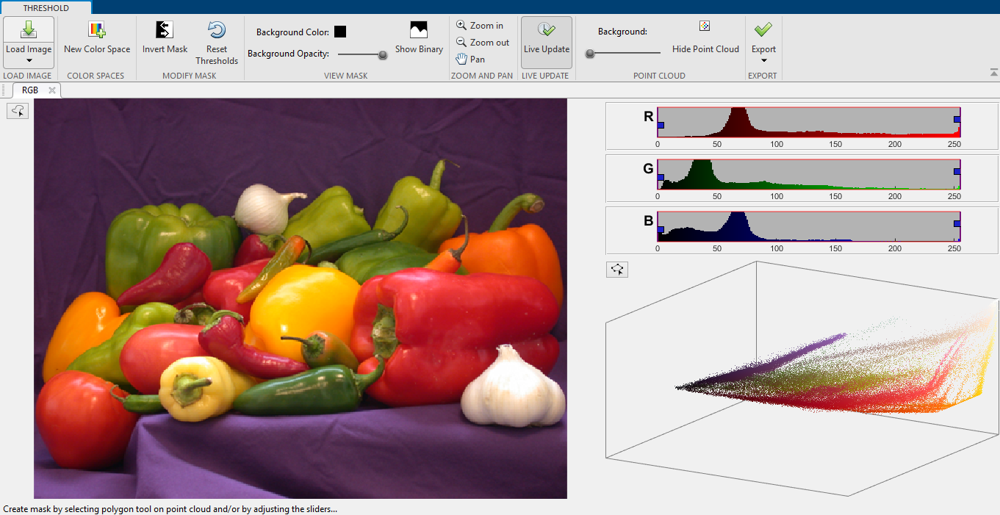 THRESHOLD
Load Image
LOAD IMAGE
New Color Space
COLOR SPACES
Invert Mask
Reset
Thresholds
MODIFY MASK
Background Color:
Background Opacity:
Show Binary
VIEW MASK
Zoom in
Zoom out
Pan
ZOOM AND PAN
Live Update
LIVE UPDATE
Background:
Hide Point Cloud
POINT CLOUD
Export
EXPORT
RGB
R
0 50 100 150 200 250
G
0 50 100 150 200 250
B
0 50 100 150 200 250
Create mask by selecting polygon tool on point cloud and/or by adjusting the sliders...